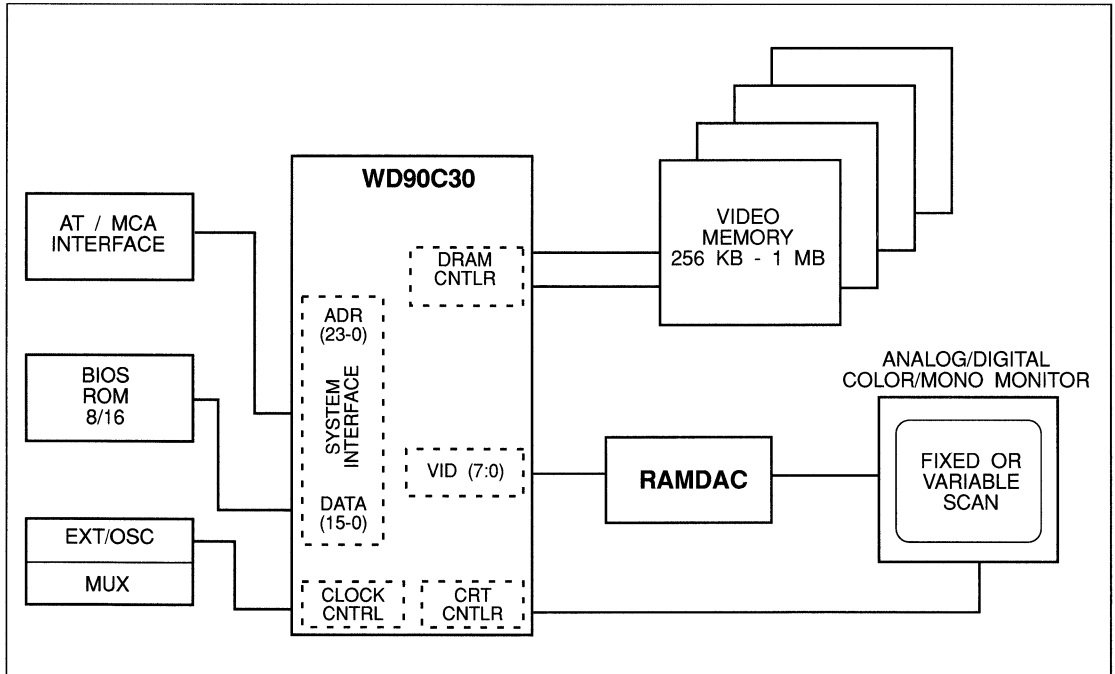 WD90C30
AT / MCA
INTERFACE
BIOS
ROM
8/16
EXT/OSC
MUX
ADR
(23-0)
SYSTEM
INTERFACE
DATA
(15-0)
CLOCK
CNTRL
DRAM
CNTLR
VID (7:0)
CRT
CNTLR
VIDEO
MEMORY
256 KB - 1 MB
RAMDAC
ANALOG/DIGITAL
COLOR/MONO MONITOR
FIXED OR
VARIABLE
SCAN